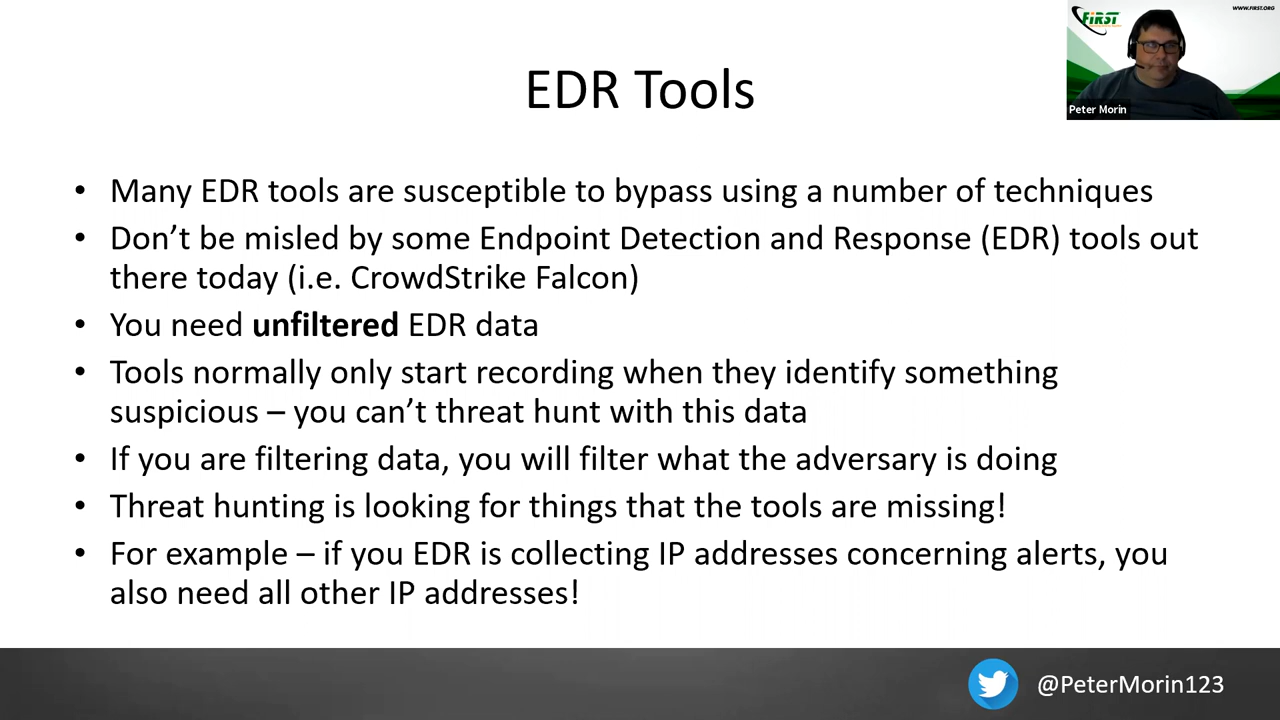 FIRST
WWW.FIRST.ORG
Peter Morin
EDR Tools
• Many EDR tools are susceptible to bypass using a number of techniques
• Don’t be misled by some Endpoint Detection and Response (EDR) tools out
there today (i.e. CrowdStrike Falcon)
• You need unfiltered EDR data
• Tools normally only start recording when they identify something
suspicious – you can’t threat hunt with this data
• If you are filtering data, you will filter what the adversary is doing
• Threat hunting is looking for things that the tools are missing!
• For example – if you EDR is collecting IP addresses concerning alerts, you
also need all other IP addresses!
@PeterMorin123